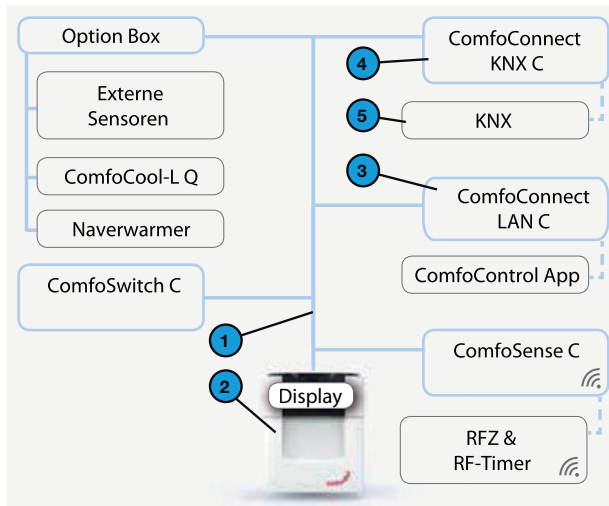 Option Box
Externe
Sensoren
ComfoCool-L Q
Naverwarmer
ComfoSwitch C
1
2
Display
4
ComfoConnect
KNX C
5
KNX
3
ComfoConnect
LAN C
ComfoControl App
ComfoSense C
RFZ &
RF-Timer